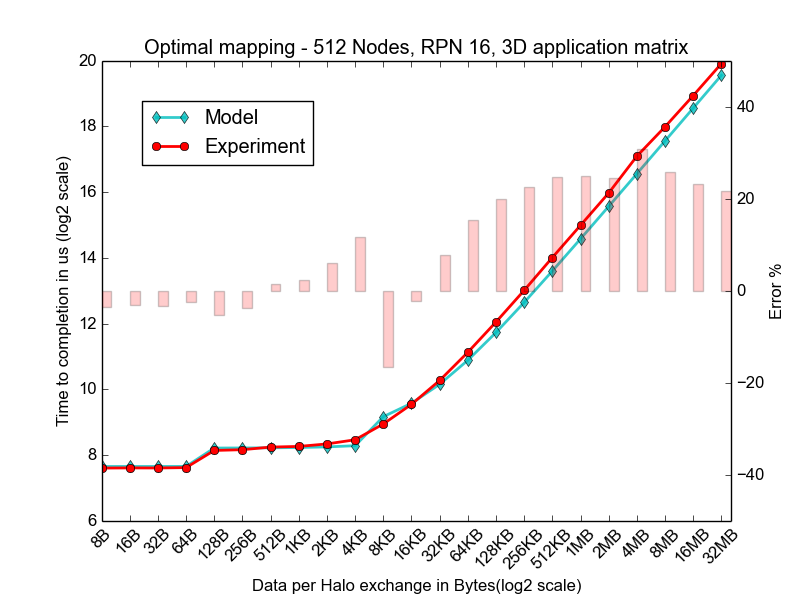 Optimal mapping - 512 Nodes, RPN 16, 3D application matrix
Model
Experiment
Time to completion in us (log2 scale)
20
18
16
14
12
10
8
6
40
20
0
−20
−40
Error %
8B
16B
32B
64B
128B
256B
512B
1KB
2KB
4KB
8KB
16KB
32KB
64KB
128KB
256KB
512KB
1MB
2MB
4MB
8MB
16MB
32MB
Data per Halo exchange in Bytes(log2 scale)